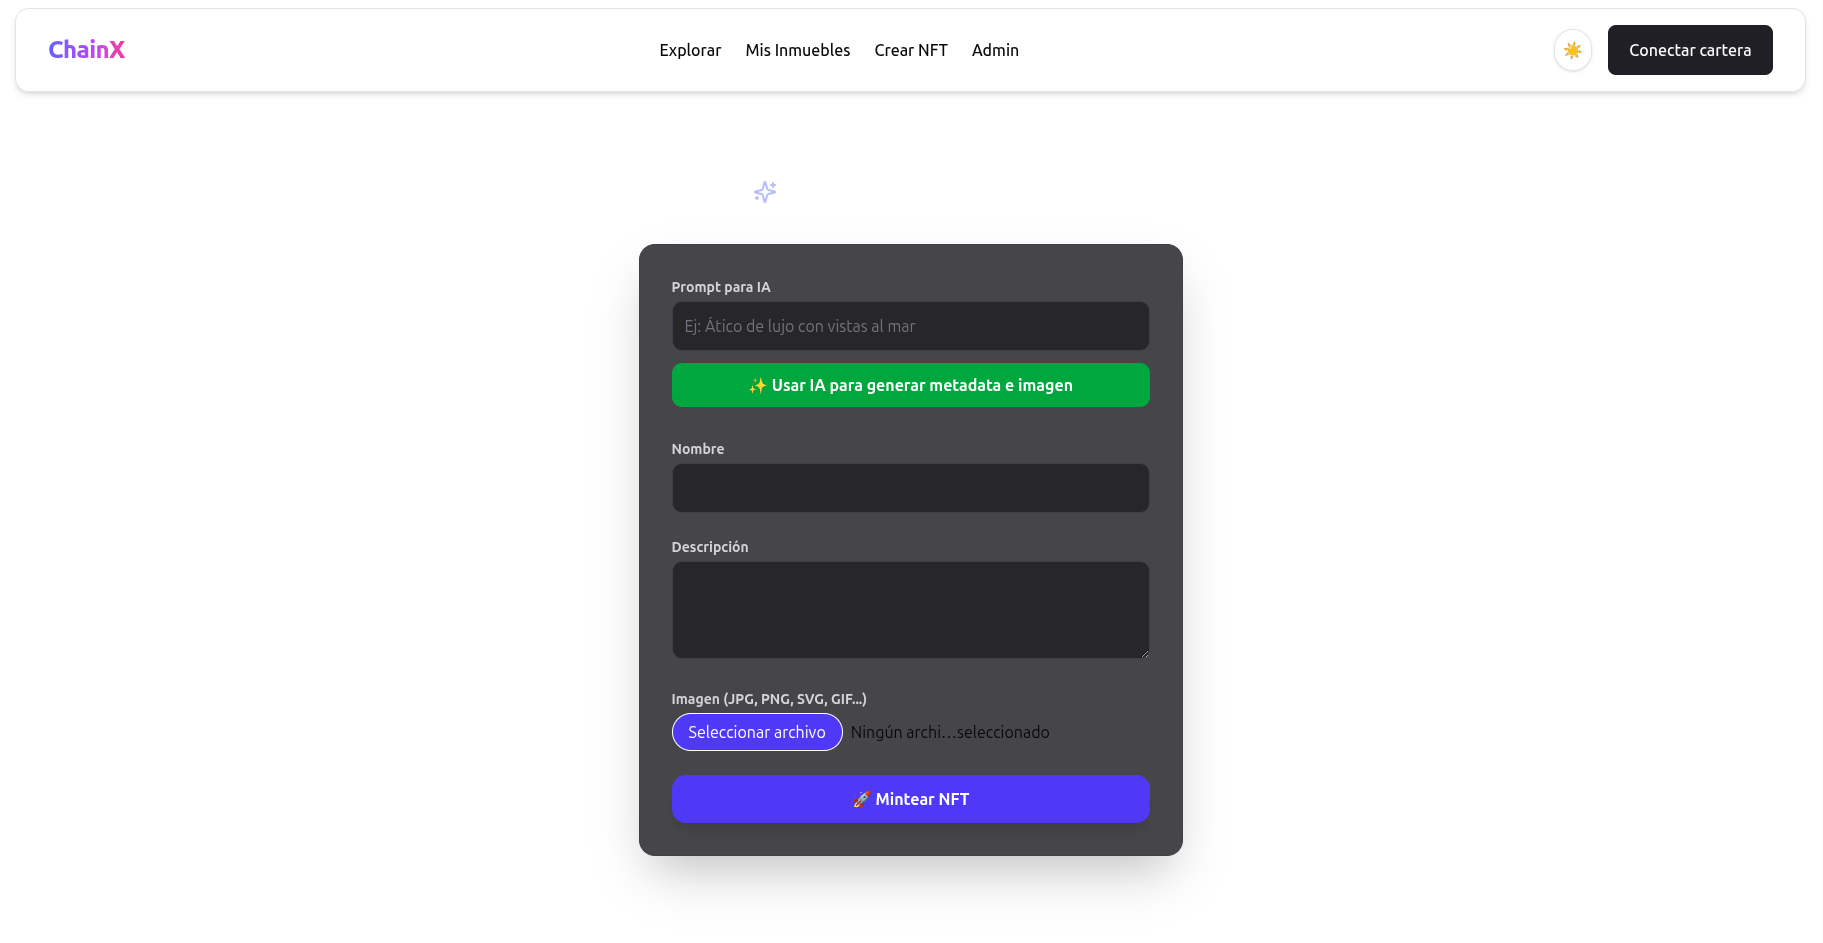 ChainX
Explorar Mis Inmuebles Crear NFT Admin
Conectar cartera
Prompt para IA
Ej: Ático de lujo con vistas al mar
✨ Usar IA para generar metadata e imagen
Nombre
Descripción
Imagen (JPG, PNG, SVG, GIF...)
Seleccionar archivo Ningún archi…seleccionado
🚀 Mintear NFT